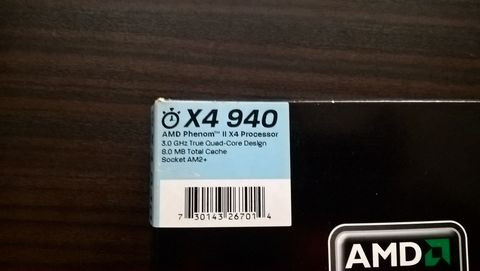 X4 940
AMD Phenom™ II X4 Processor
3.0 GHz True Quad-Core Design
8.0 MB Total Cache
Socket AM2+
7 30143 26701 4
AMD